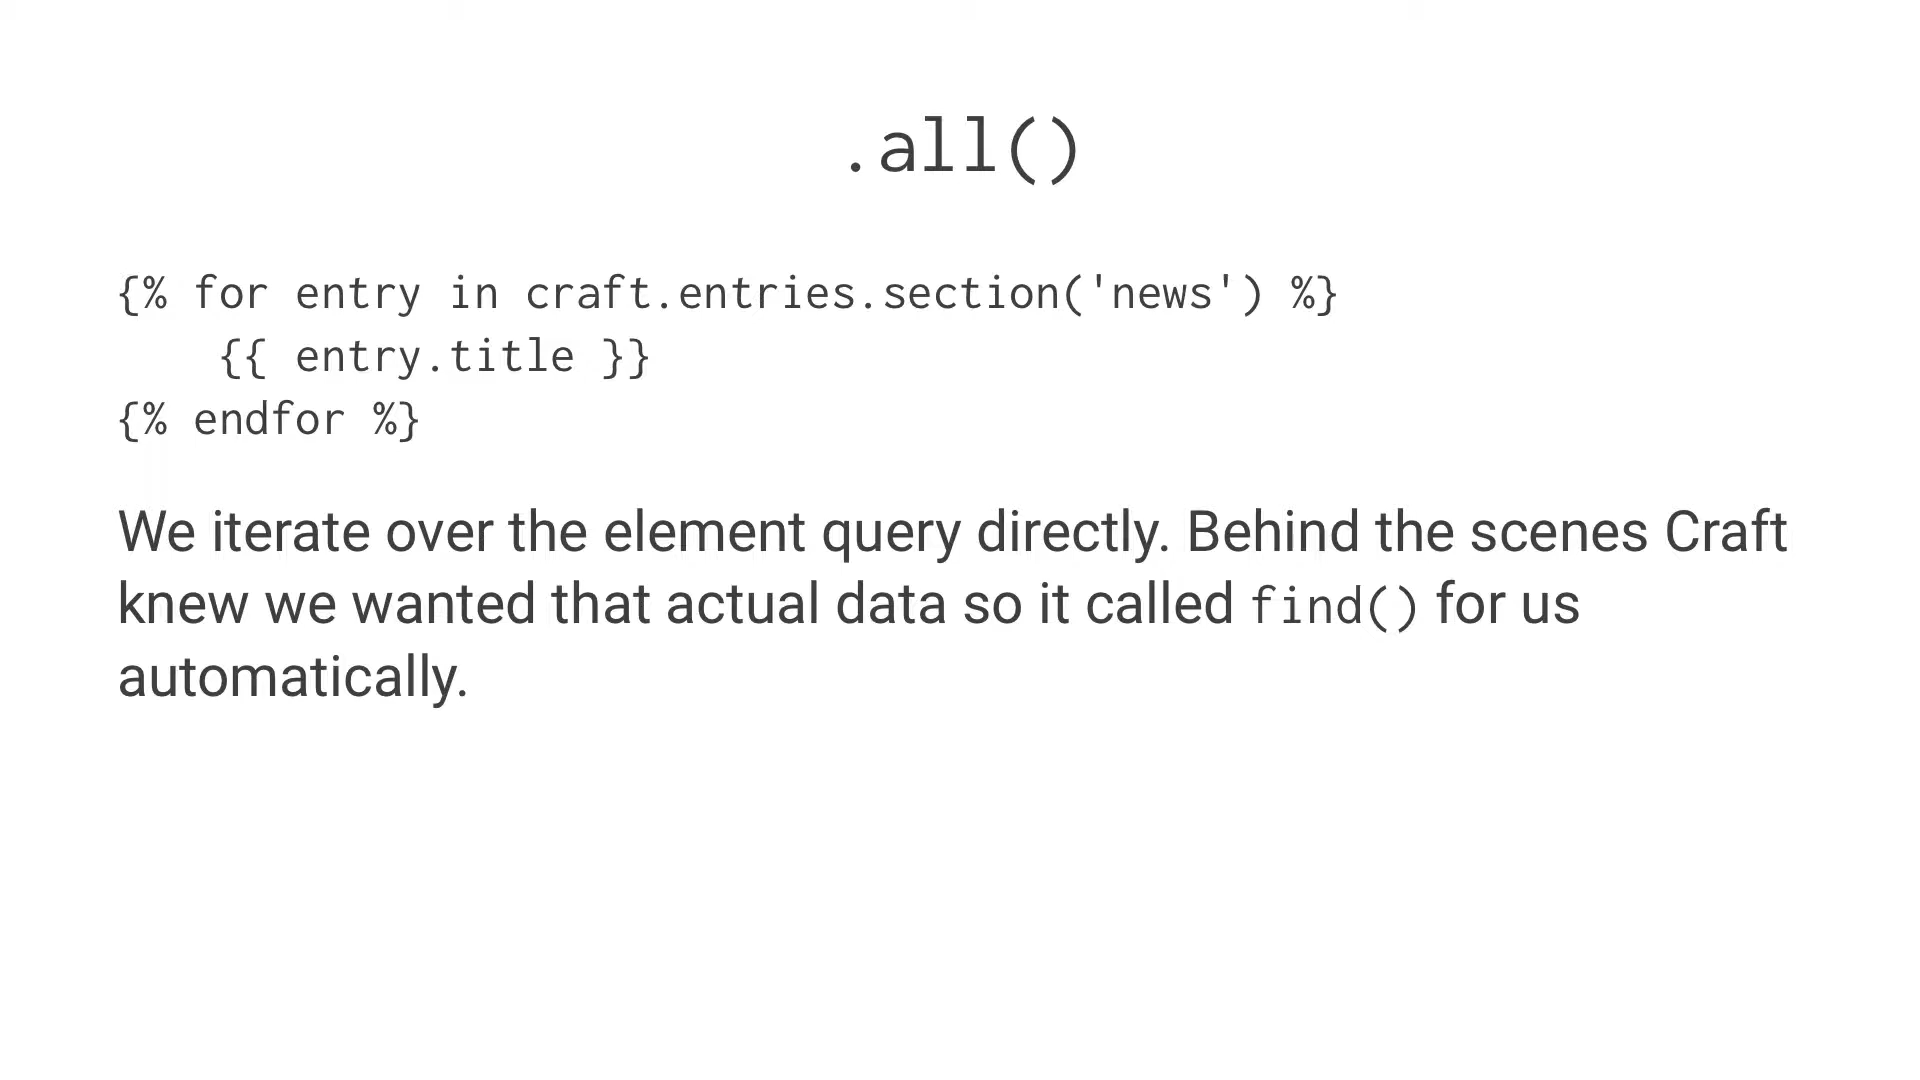 .all()
{% for entry in craft.entries.section('news') %}
    {{ entry.title }}
{% endfor %}
We iterate over the element query directly. Behind the scenes Craft
knew we wanted that actual data so it called find() for us
automatically.